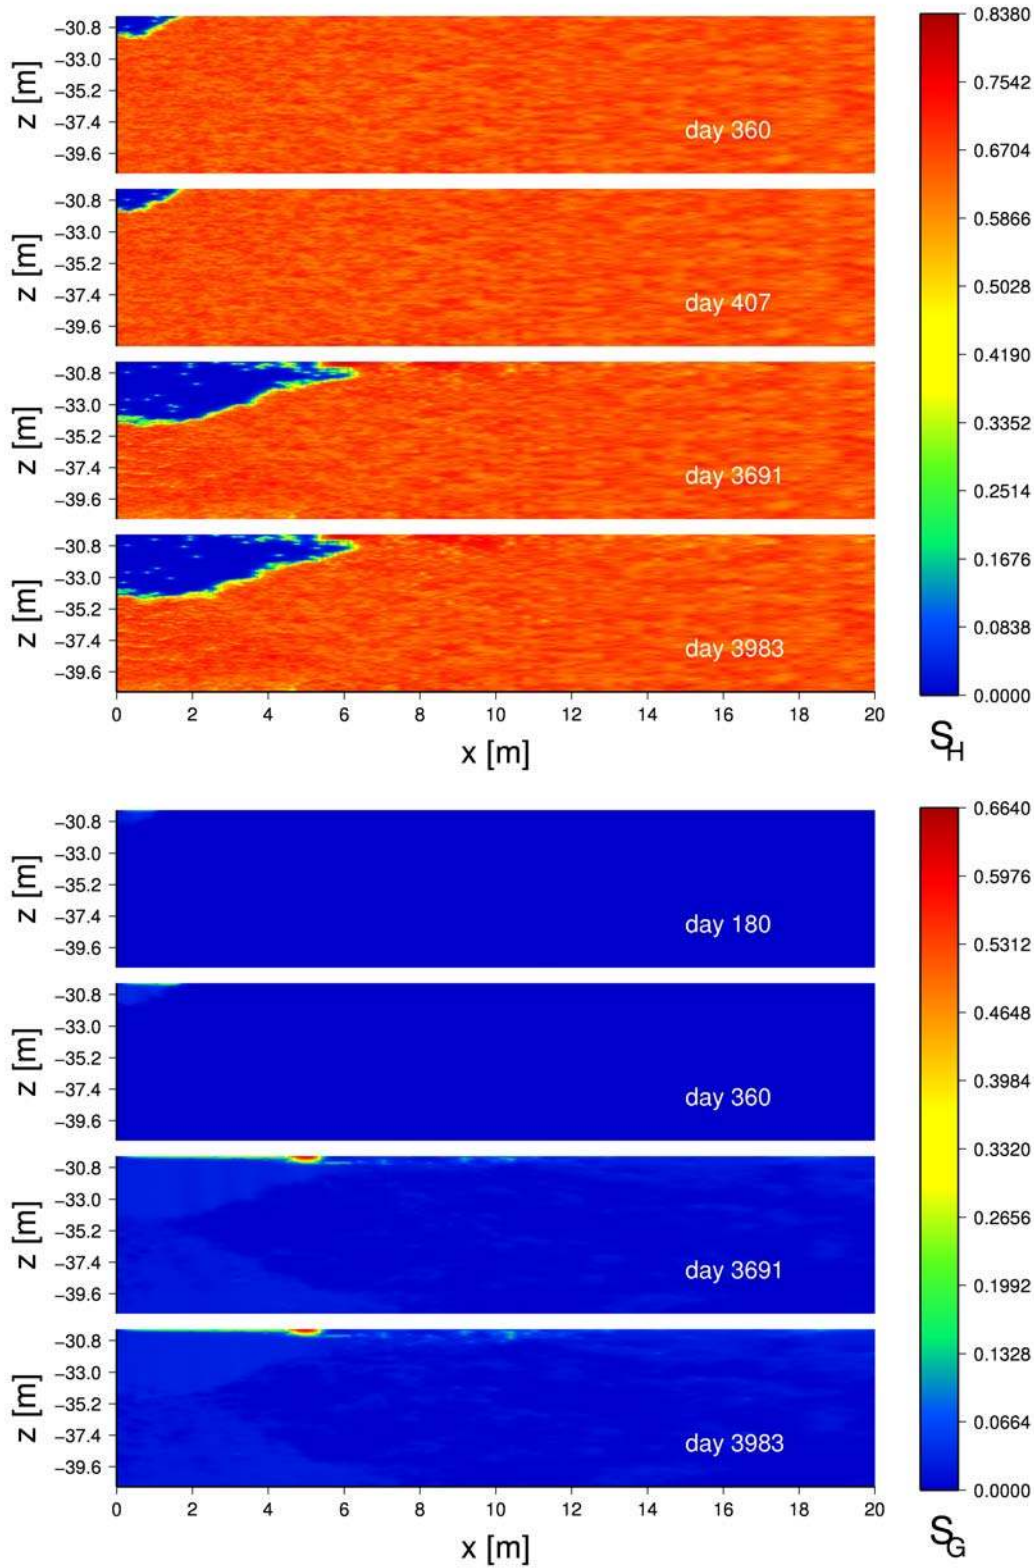 z [m]
−30.8
−33.0
−35.2
−37.4
−39.6
day 360
z [m]
−30.8
−33.0
−35.2
−37.4
−39.6
day 407
z [m]
−30.8
−33.0
−35.2
−37.4
−39.6
day 3691
z [m]
−30.8
−33.0
−35.2
−37.4
−39.6
day 3983
0 2 4 6 8 10 12 14 16 18 20
x [m]
0.8380
0.7542
0.6704
0.5866
0.5028
0.4190
0.3352
0.2514
0.1676
0.0838
0.0000
S_H
z [m]
−30.8
−33.0
−35.2
−37.4
−39.6
day 180
z [m]
−30.8
−33.0
−35.2
−37.4
−39.6
day 360
z [m]
−30.8
−33.0
−35.2
−37.4
−39.6
day 3691
z [m]
−30.8
−33.0
−35.2
−37.4
−39.6
day 3983
0 2 4 6 8 10 12 14 16 18 20
x [m]
0.6640
0.5976
0.5312
0.4648
0.3984
0.3320
0.2656
0.1992
0.1328
0.0664
0.0000
S_G